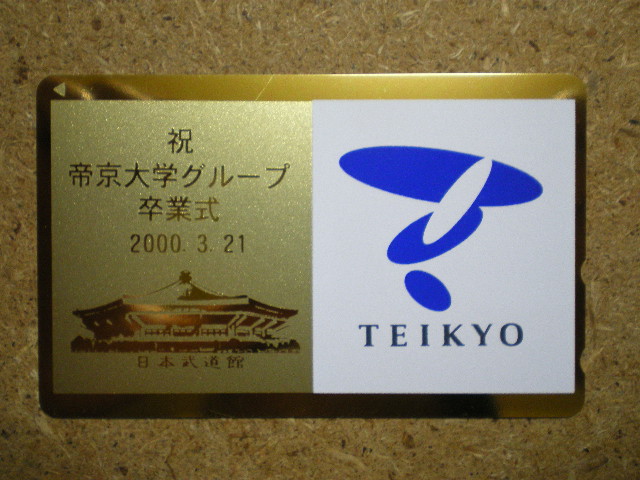 祝
帝京大学グループ
卒業式
2000. 3. 21
日本武道館
TEIKYO